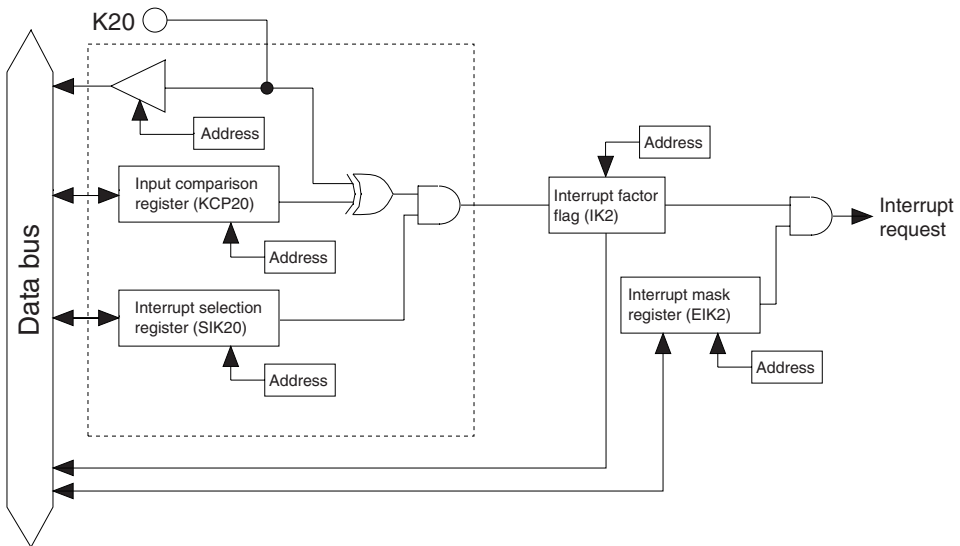 K20
Address
Input comparison
register (KCP20)
Address
Interrupt selection
register (SIK20)
Address
Data bus
Address
Interrupt factor
flag (IK2)
Interrupt
request
Interrupt mask
register (EIK2)
Address